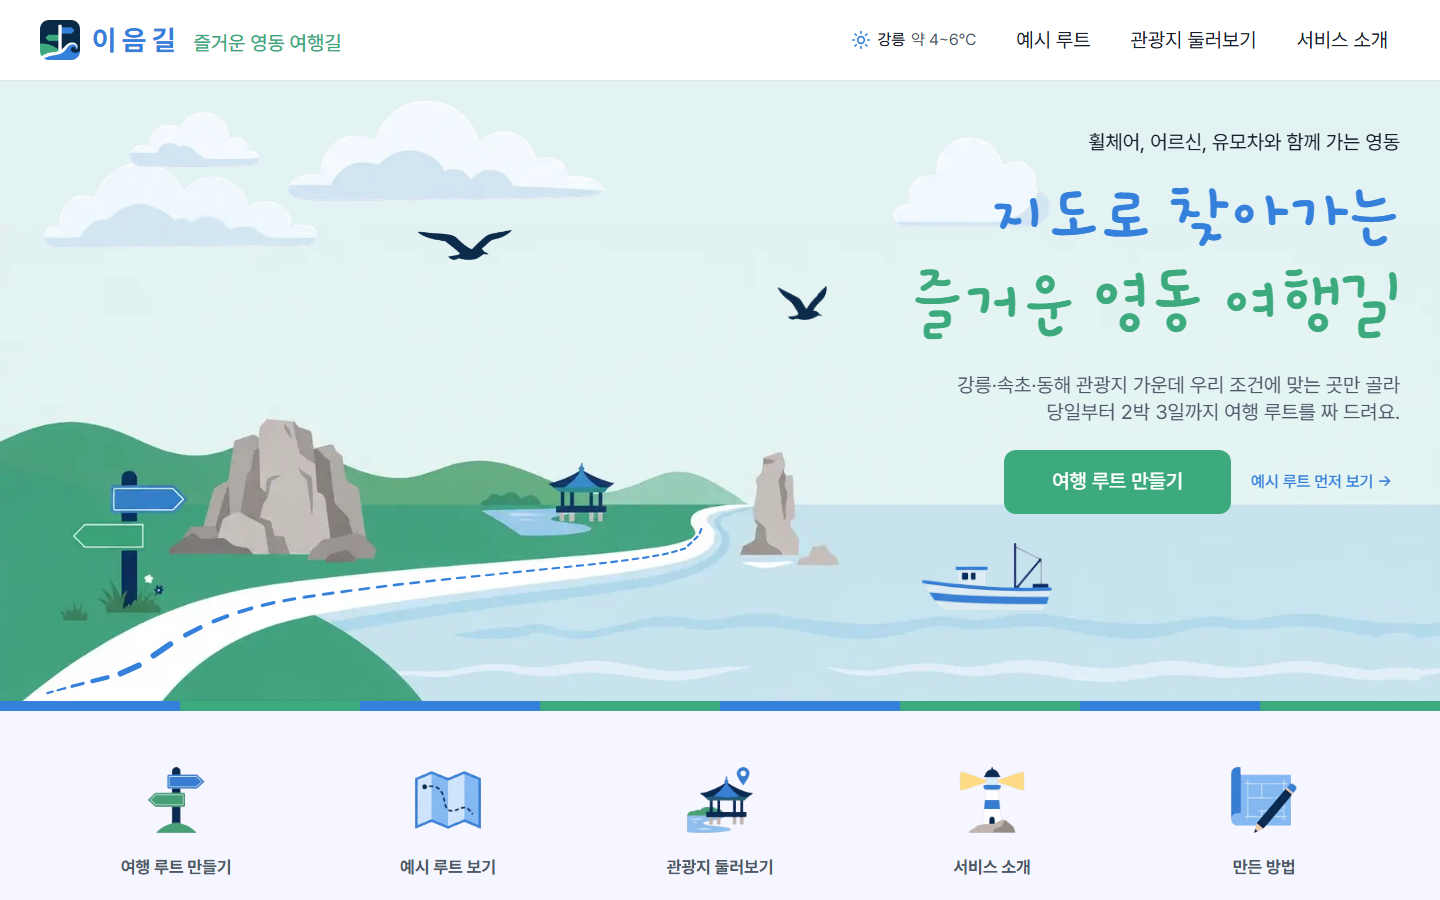 이음길 즐거운 영동 여행길
강릉 약 4~6°C
예시 루트
관광지 둘러보기
서비스 소개
휠체어, 어르신, 유모차와 함께 가는 영동
지도로 찾아가는
즐거운 영동 여행길
강릉·속초·동해 관광지 가운데 우리 조건에 맞는 곳만 골라
당일부터 2박 3일까지 여행 루트를 짜 드려요.
여행 루트 만들기
예시 루트 먼저 보기 →
여행 루트 만들기
예시 루트 보기
관광지 둘러보기
서비스 소개
만든 방법